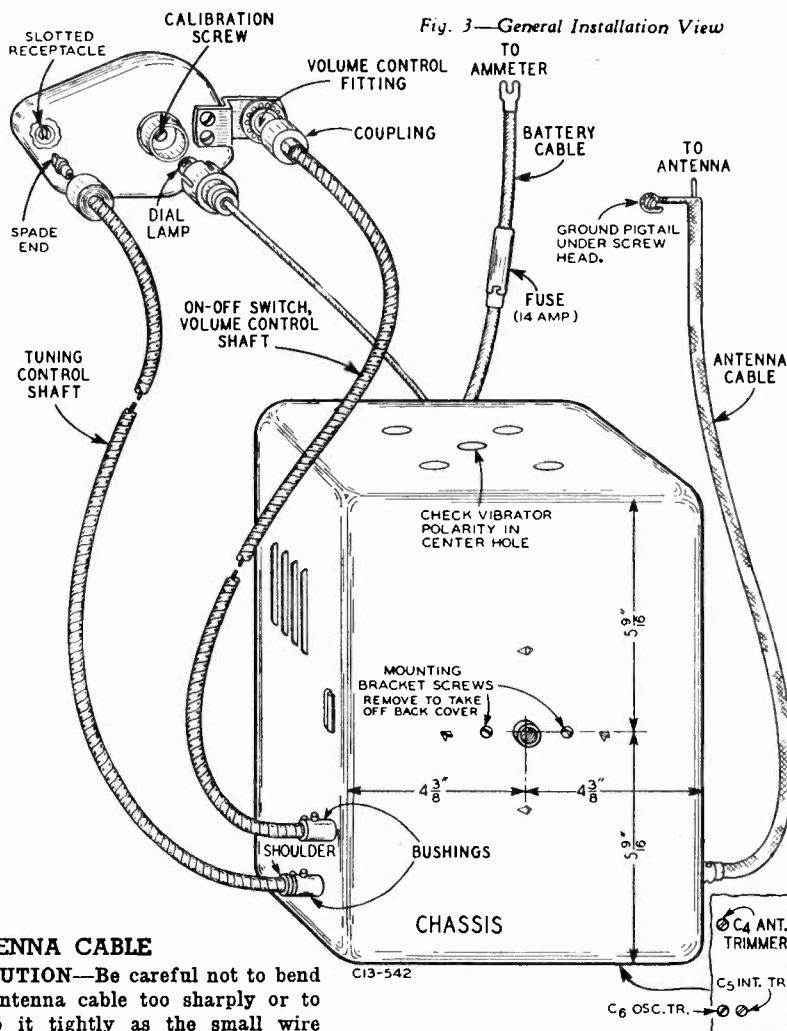 Fig. 3—General Installation View
SLOTTED
RECEPTACLE
CALIBRATION
SCREW
VOLUME CONTROL
FITTING
COUPLING
TO
AMMETER
BATTERY
CABLE
TO
ANTENNA
SPADE
END
DIAL
LAMP
GROUND PIGTAIL
UNDER SCREW
HEAD.
FUSE
(14 AMP)
ON-OFF SWITCH,
VOLUME CONTROL
SHAFT
TUNING
CONTROL
SHAFT
ANTENNA
CABLE
CHECK VIBRATOR
POLARITY IN
CENTER HOLE
5 9/16"
MOUNTING
BRACKET SCREWS
REMOVE TO TAKE
OFF BACK COVER
4 3/8" 4 3/8"
5 9/16"
SHOULDER
BUSHINGS
CHASSIS
C13-542
C4 ANT.
TRIMMER
C5 INT. TR
C6 OSC. TR.
ENNA CABLE
UTION—Be careful not to bend
antenna cable too sharply or to
it tightly as the small wire